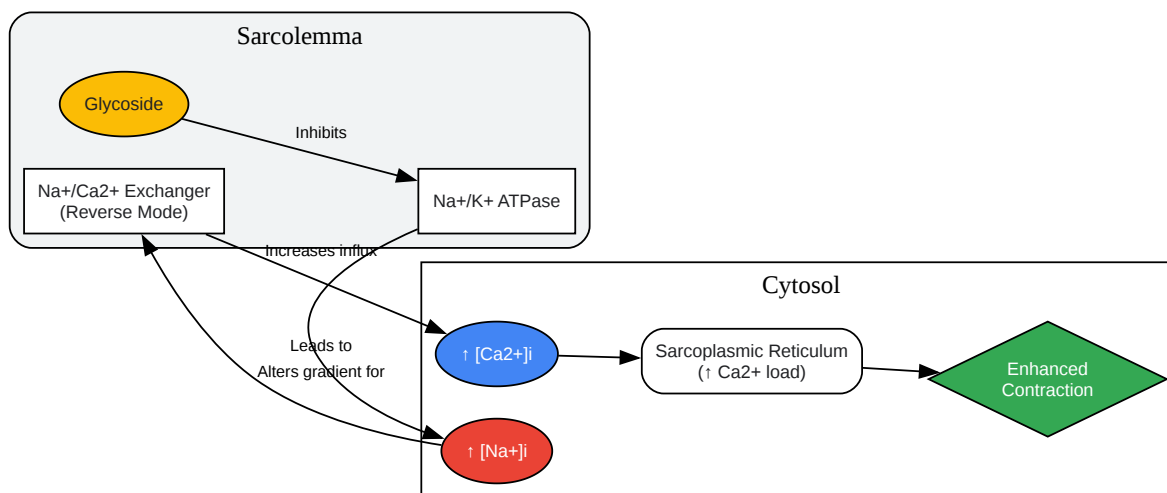 Sarcolemma
Glycoside
Inhibits
Na+/Ca2+ Exchanger
(Reverse Mode)
Na+/K+ ATPase
Increases influx
Cytosol
↑ [Ca2+]i
Sarcoplasmic Reticulum
(↑ Ca2+ load)
Enhanced
Contraction
Leads to
Alters gradient for
↑ [Na+]i